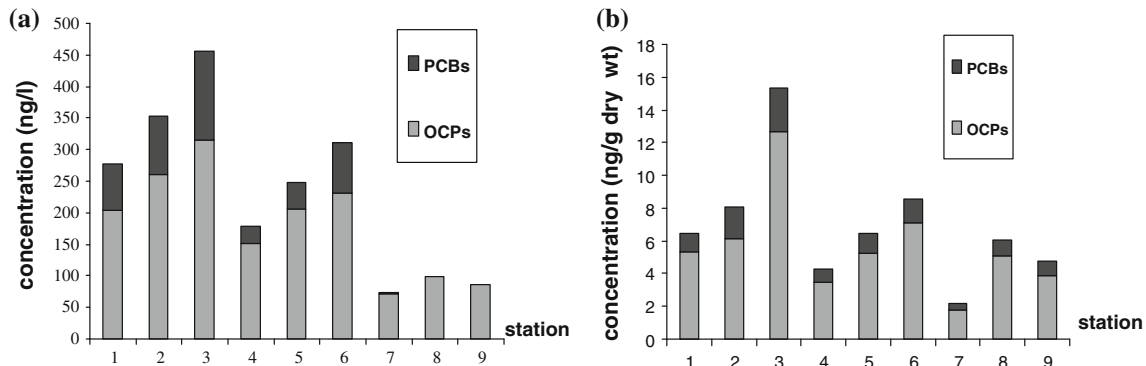 (a)
concentration (ng/l)
500
450
400
350
300
250
200
150
100
50
0
PCBs
OCPs
station
1 2 3 4 5 6 7 8 9
(b)
concentration (ng/g dry wt)
18
16
14
12
10
8
6
4
2
0
PCBs
OCPs
station
1 2 3 4 5 6 7 8 9